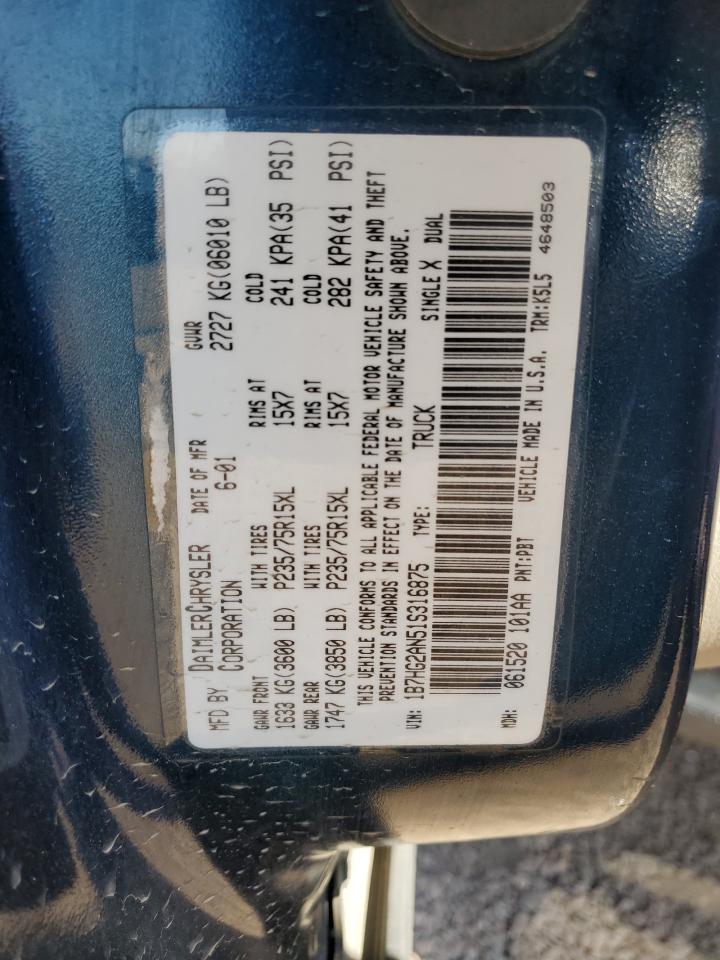 MFD BY DAIMLERCHRYSLER CORPORATION DATE OF MFR 6-01 GVWR 2727 KG(06010 LB)
GAWR FRONT WITH TIRES RIMS AT COLD
1633 KG(3600 LB) P235/75R15XL 15X7 241 KPA(35 PSI)
GAWR REAR WITH TIRES RIMS AT COLD
1747 KG(3850 LB) P235/75R15XL 15X7 282 KPA(41 PSI)
THIS VEHICLE CONFORMS TO ALL APPLICABLE FEDERAL MOTOR VEHICLE SAFETY AND THEFT
PREVENTION STANDARDS IN EFFECT ON THE DATE OF MANUFACTURE SHOWN ABOVE.
VIN: 1B7HG2AN51S316875 TYPE: TRUCK SINGLE X DUAL
MDH: 061520 101AA PNT:PBT VEHICLE MADE IN U.S.A. TRM:K5L5 4648503